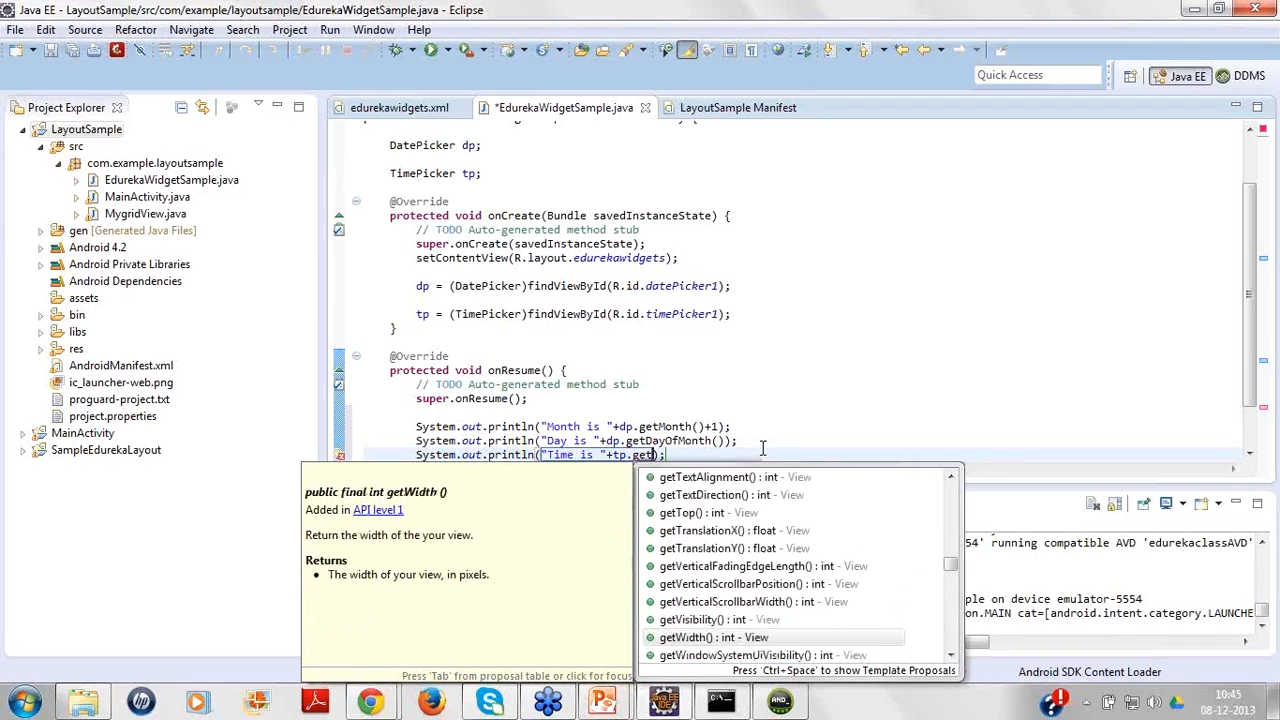 Java EE - LayoutSample/src/com/example/layoutsample/EdurekaWidgetSample.java - Eclipse
File Edit Source Refactor Navigate Search Project Run Window Help
Quick Access
Java EE
DDMS
Project Explorer
LayoutSample
src
com.example.layoutsample
EdurekaWidgetSample.java
MainActivity.java
MygridView.java
gen [Generated Java Files]
Android 4.2
Android Private Libraries
Android Dependencies
assets
bin
libs
res
AndroidManifest.xml
ic_launcher-web.png
proguard-project.txt
project.properties
MainActivity
SampleEdurekaLayout
edurekawidgets.xml
*EdurekaWidgetSample.java
LayoutSample Manifest
DatePicker dp;
TimePicker tp;
@Override
protected void onCreate(Bundle savedInstanceState) {
// TODO Auto-generated method stub
super.onCreate(savedInstanceState);
setContentView(R.layout.edurekawidgets);
dp = (DatePicker)findViewById(R.id.datePicker1);
tp = (TimePicker)findViewById(R.id.timePicker1);
}
@Override
protected void onResume() {
// TODO Auto-generated method stub
super.onResume();
System.out.println("Month is "+dp.getMonth()+1);
System.out.println("Day is "+dp.getDayOfMonth());
System.out.println("Time is "+tp.get);
public final int getWidth ()
Added in API level 1
Return the width of the your view.
Returns
• The width of your view, in pixels.
Press 'Tab' from proposal table or click for focus
getTextAlignment() : int - View
getTextDirection() : int - View
getTop() : int - View
getTranslationX() : float - View
getTranslationY() : float - View
getVerticalFadingEdgeLength() : int - View
getVerticalScrollbarPosition() : int - View
getVerticalScrollbarWidth() : int - View
getVisibility() : int - View
getWidth() : int - View
getWindowSystemUiVisibility() : int - View
Press 'Ctrl+Space' to show Template Proposals
54' running compatible AVD 'edurekaclassAVD'
ple on device emulator-5554
on.MAIN cat=[android.intent.category.LAUNCHE
Android SDK Content Loader
10:45
08-12-2013